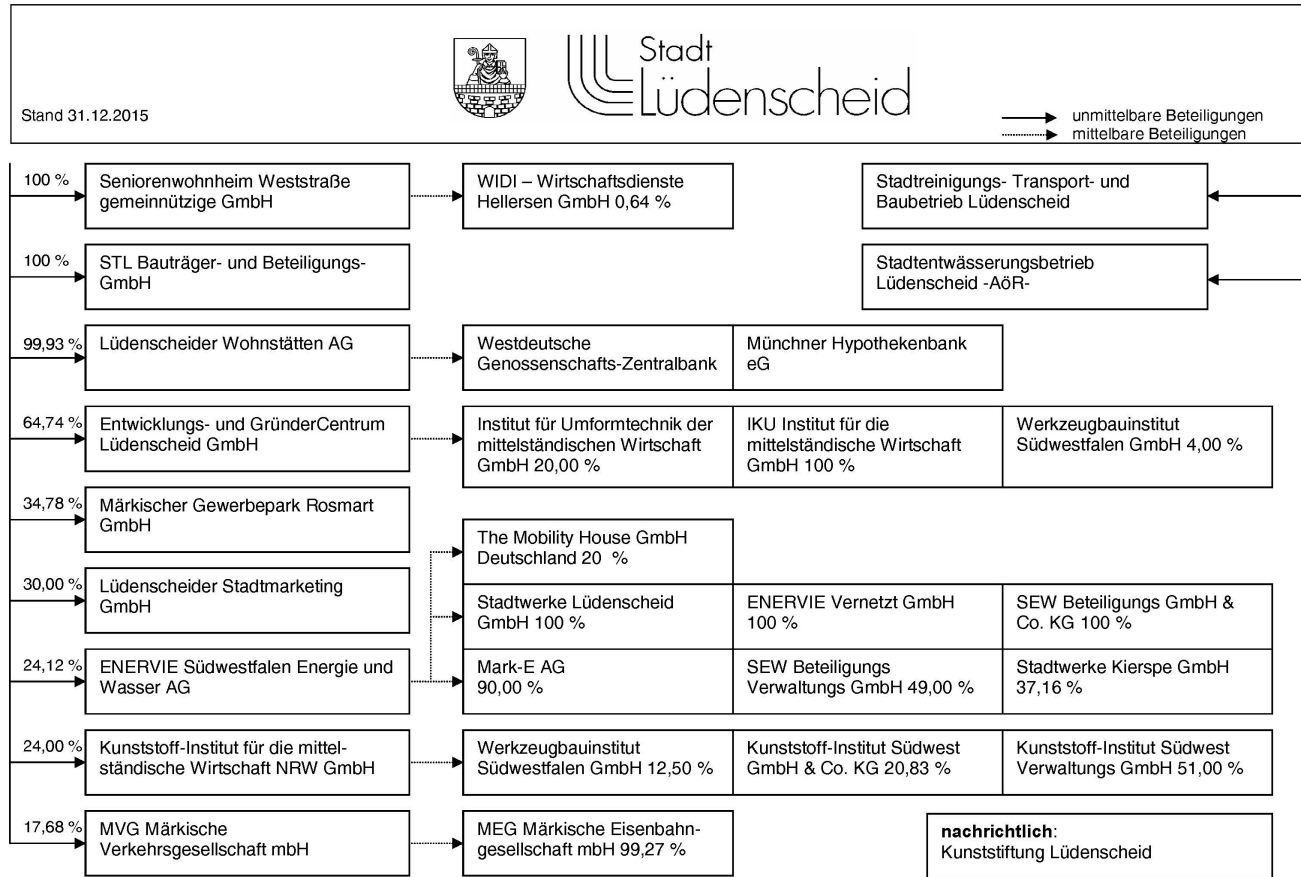 Stadt
Lüdenscheid
Stand 31.12.2015
unmittelbare Beteiligungen
mittelbare Beteiligungen
100 %
Seniorenwohnheim Weststraße
gemeinnützige GmbH
WIDI – Wirtschaftsdienste
Hellersen GmbH 0,64 %
Stadtreinigungs- Transport- und
Baubetrieb Lüdenscheid
100 %
STL Bauträger- und Beteiligungs-
GmbH
Stadtentwässerungsbetrieb
Lüdenscheid -AöR-
99,93 %
Lüdenscheider Wohnstätten AG
Westdeutsche
Genossenschafts-Zentralbank
Münchner Hypothekenbank
eG
64,74 %
Entwicklungs- und GründerCentrum
Lüdenscheid GmbH
Institut für Umformtechnik der
mittelständischen Wirtschaft
GmbH 20,00 %
IKU Institut für die
mittelständische Wirtschaft
GmbH 100 %
Werkzeugbauinstitut
Südwestfalen GmbH 4,00 %
34,78 %
Märkischer Gewerbepark Rosmart
GmbH
The Mobility House GmbH
Deutschland 20 %
30,00 %
Lüdenscheider Stadtmarketing
GmbH
Stadtwerke Lüdenscheid
GmbH 100 %
ENERVIE Vernetzt GmbH
100 %
SEW Beteiligungs GmbH &
Co. KG 100 %
24,12 %
ENERVIE Südwestfalen Energie und
Wasser AG
Mark-E AG
90,00 %
SEW Beteiligungs
Verwaltungs GmbH 49,00 %
Stadtwerke Kierspe GmbH
37,16 %
24,00 %
Kunststoff-Institut für die mittel-
ständische Wirtschaft NRW GmbH
Werkzeugbauinstitut
Südwestfalen GmbH 12,50 %
Kunststoff-Institut Südwest
GmbH & Co. KG 20,83 %
Kunststoff-Institut Südwest
Verwaltungs GmbH 51,00 %
17,68 %
MVG Märkische
Verkehrsgesellschaft mbH
MEG Märkische Eisenbahn-
gesellschaft mbH 99,27 %
nachrichtlich:
Kunststiftung Lüdenscheid